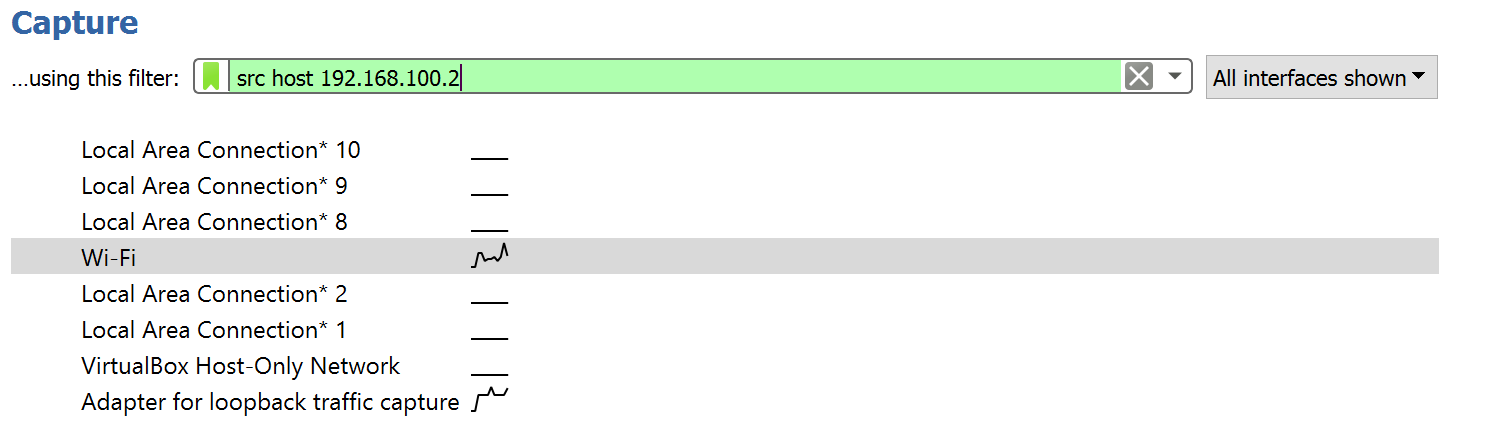 Capture
...using this filter: src host 192.168.100.2 All interfaces shown
Local Area Connection* 10
Local Area Connection* 9
Local Area Connection* 8
Wi-Fi
Local Area Connection* 2
Local Area Connection* 1
VirtualBox Host-Only Network
Adapter for loopback traffic capture